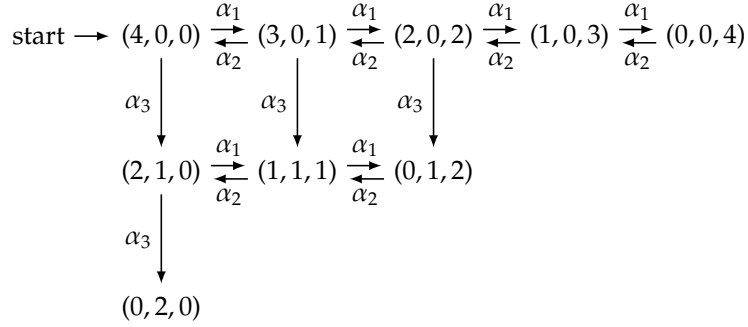 α₁ α₁ α₁ α₁
start (4, 0, 0) (3, 0, 1) (2, 0, 2) (1, 0, 3) (0, 0, 4)
α₂ α₂ α₂ α₂
α₃ α₃ α₃
α₁ α₁
(2, 1, 0) (1, 1, 1) (0, 1, 2)
α₂ α₂
α₃
(0, 2, 0)